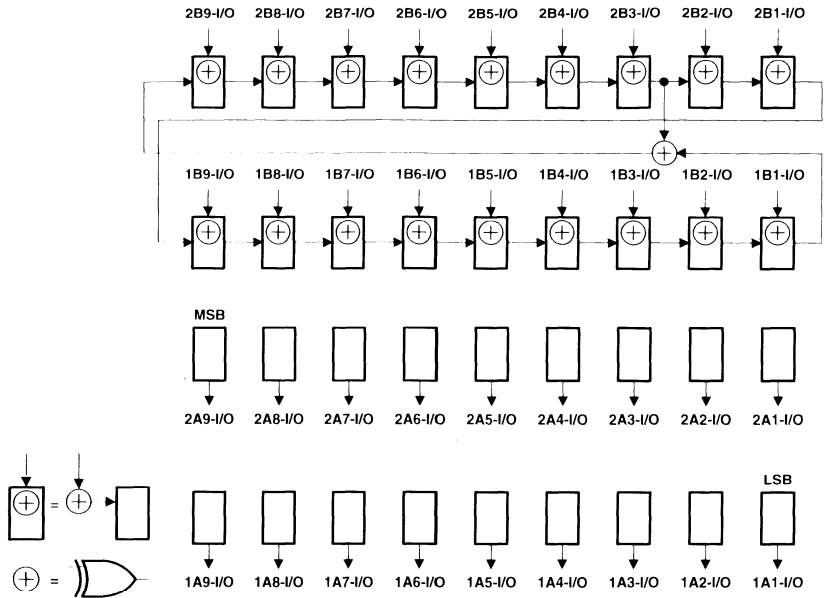 2B9-I/O 2B8-I/O 2B7-I/O 2B6-I/O 2B5-I/O 2B4-I/O 2B3-I/O 2B2-I/O 2B1-I/O
1B9-I/O 1B8-I/O 1B7-I/O 1B6-I/O 1B5-I/O 1B4-I/O 1B3-I/O 1B2-I/O 1B1-I/O
MSB
2A9-I/O 2A8-I/O 2A7-I/O 2A6-I/O 2A5-I/O 2A4-I/O 2A3-I/O 2A2-I/O 2A1-I/O
LSB
=
=
1A9-I/O 1A8-I/O 1A7-I/O 1A6-I/O 1A5-I/O 1A4-I/O 1A3-I/O 1A2-I/O 1A1-I/O